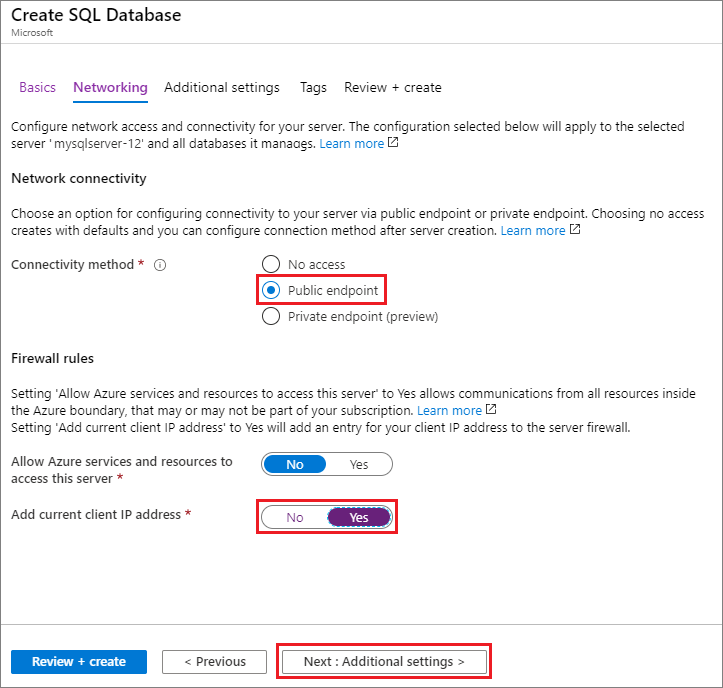 Create SQL Database
Microsoft
Basics Networking Additional settings Tags Review + create
Configure network access and connectivity for your server. The configuration selected below will apply to the selected
server 'mysqlserver-12' and all databases it manages. Learn more
Network connectivity
Choose an option for configuring connectivity to your server via public endpoint or private endpoint. Choosing no access
creates with defaults and you can configure connection method after server creation. Learn more
Connectivity method *
No access
Public endpoint
Private endpoint (preview)
Firewall rules
Setting 'Allow Azure services and resources to access this server' to Yes allows communications from all resources inside
the Azure boundary, that may or may not be part of your subscription. Learn more
Setting 'Add current client IP address' to Yes will add an entry for your client IP address to the server firewall.
Allow Azure services and resources to
access this server *
No Yes
Add current client IP address *
No Yes
Review + create < Previous Next : Additional settings >